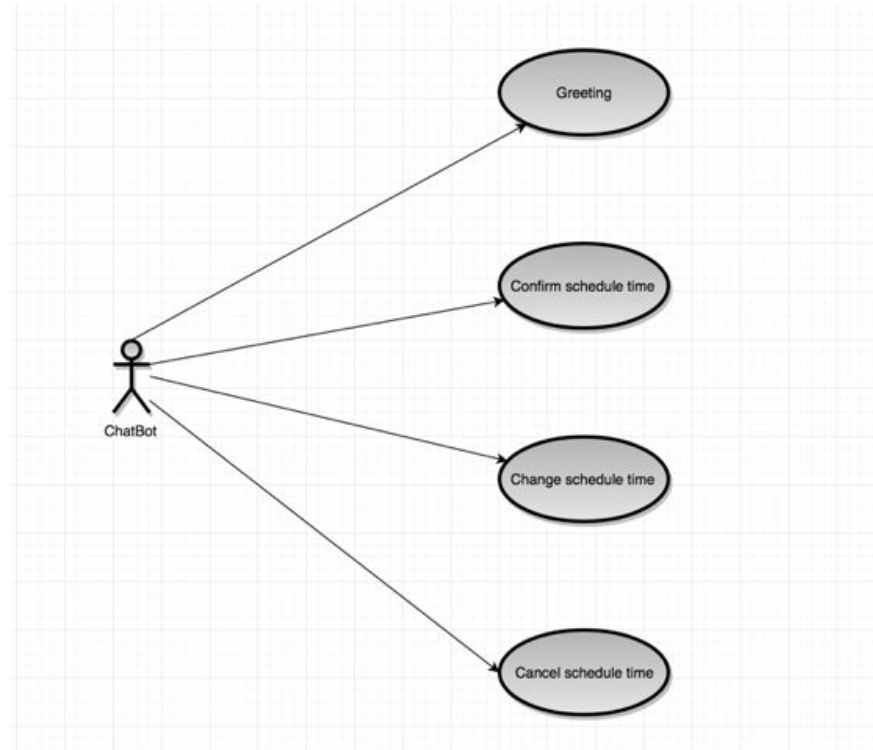 Greeting
Confirm schedule time
ChatBot
Change schedule time
Cancel schedule time